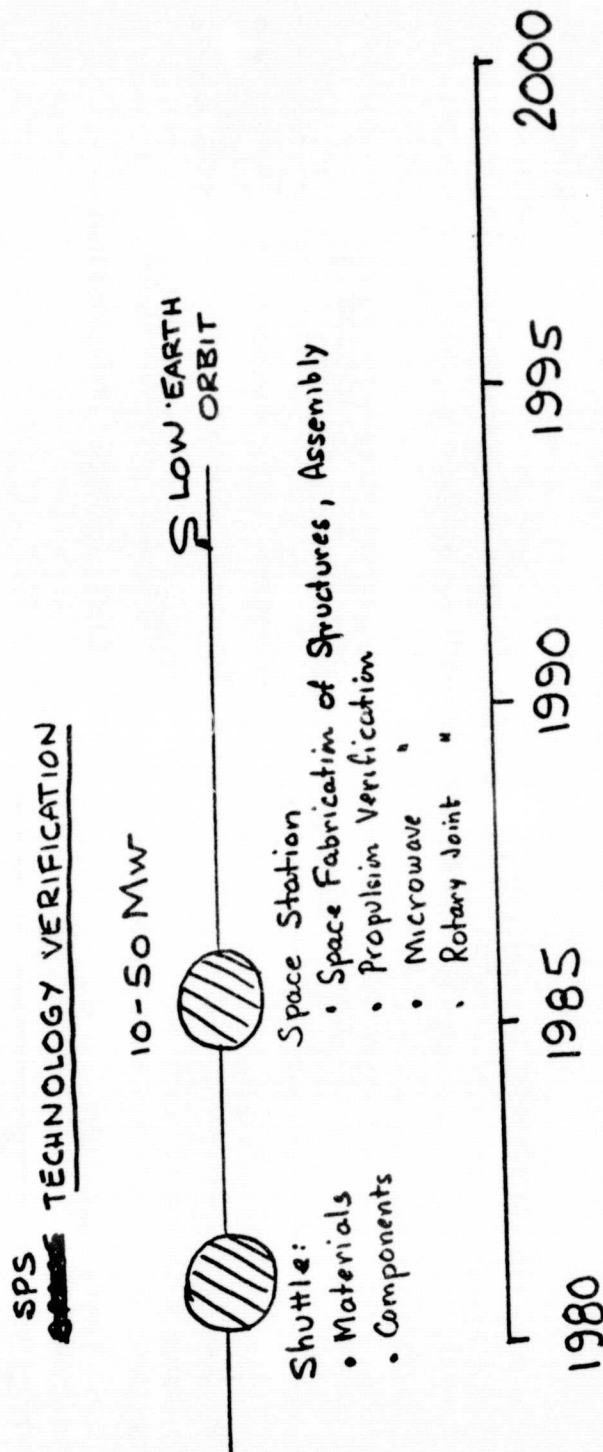 SPS
TECHNOLOGY VERIFICATION
10-50 MW
LOW EARTH
ORBIT
Shuttle:
• Materials
• Components
Space Station
• Space Fabrication of Structures, Assembly
• Propulsion Verification
• Microwave "
• Rotary Joint "
1980 1985 1990 1995 2000